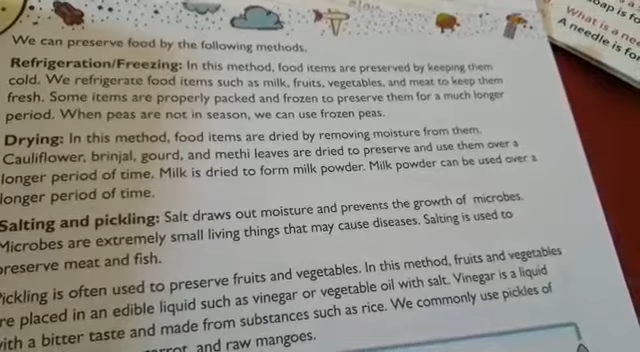 oap is fo
What is a nee
A needle is for
We can preserve food by the following methods.
Refrigeration/Freezing: In this method, food items are preserved by keeping them
cold. We refrigerate food items such as milk, fruits, vegetables, and meat to keep them
fresh. Some items are properly packed and frozen to preserve them for a much longer
period. When peas are not in season, we can use frozen peas.
Drying: In this method, food items are dried by removing moisture from them.
Cauliflower, brinjal, gourd, and methi leaves are dried to preserve and use them over a
longer period of time. Milk is dried to form milk powder. Milk powder can be used over a
longer period of time.
Salting and pickling: Salt draws out moisture and prevents the growth of microbes.
Microbes are extremely small living things that may cause diseases. Salting is used to
preserve meat and fish.
Pickling is often used to preserve fruits and vegetables. In this method, fruits and vegetables
re placed in an edible liquid such as vinegar or vegetable oil with salt. Vinegar is a liquid
with a bitter taste and made from substances such as rice. We commonly use pickles of
and raw mangoes.